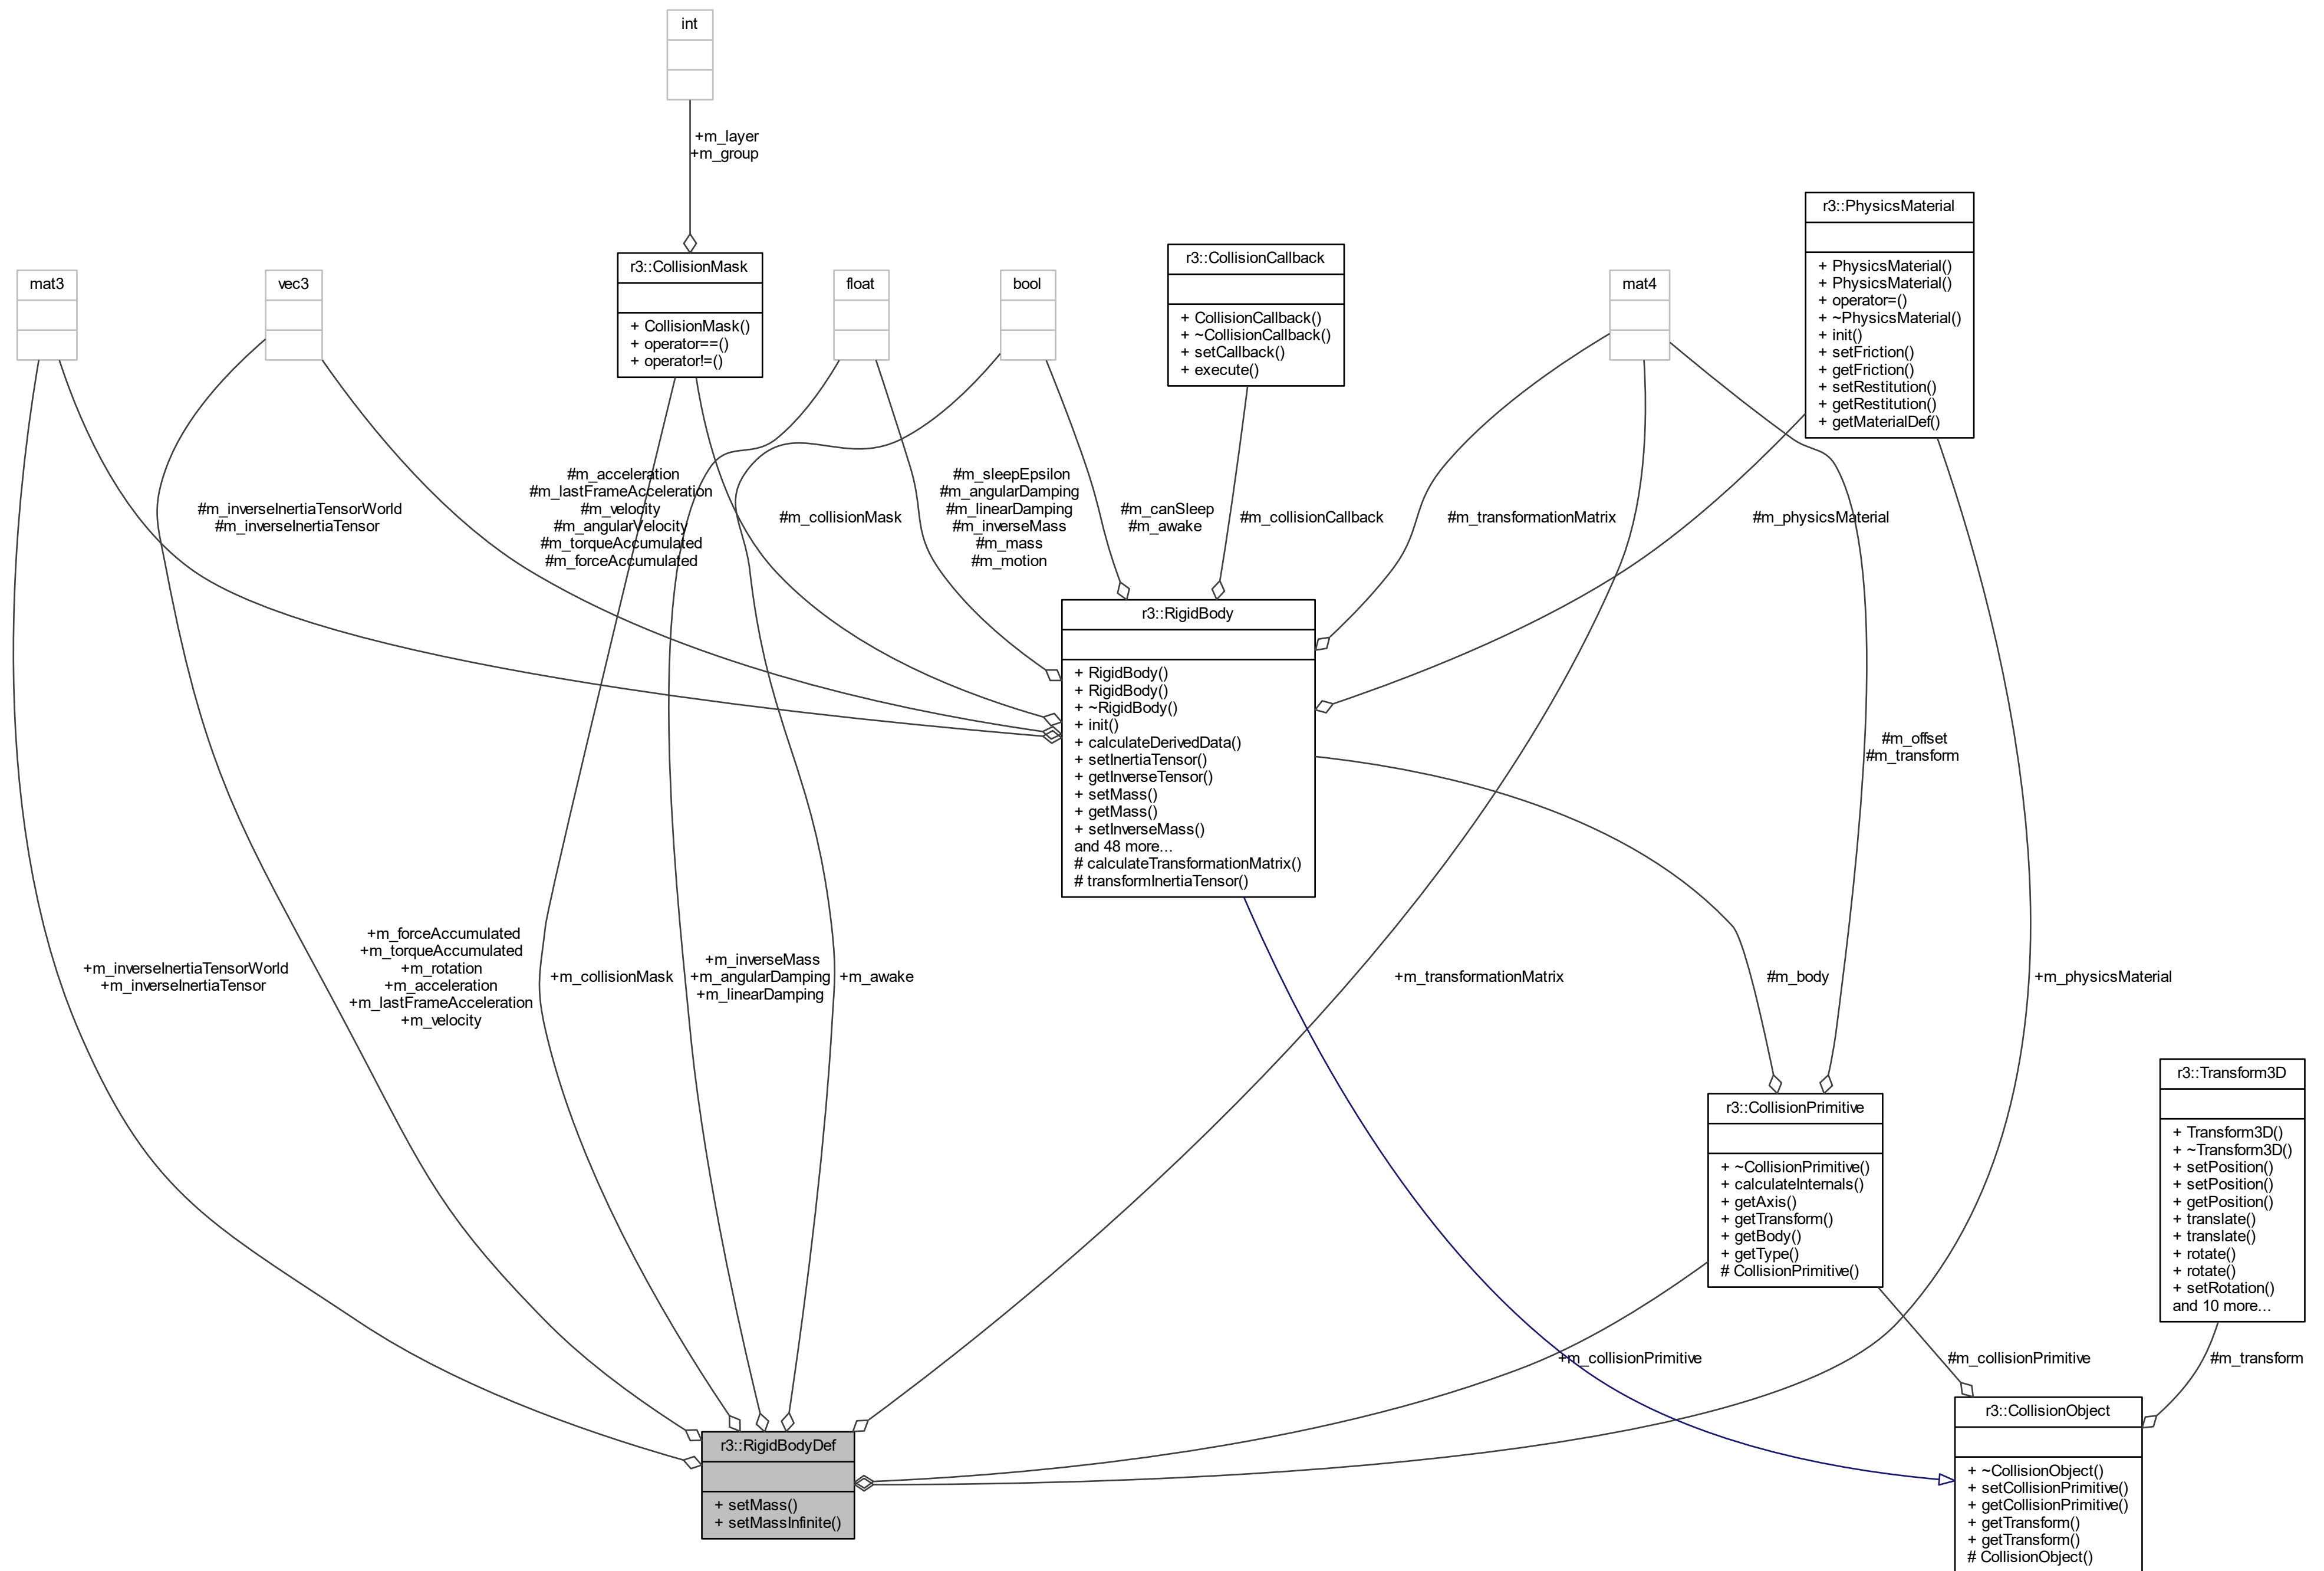 int
+m_layer
+m_group
r3::PhysicsMaterial
+ PhysicsMaterial()
+ PhysicsMaterial()
+ operator=()
+ ~PhysicsMaterial()
+ init()
+ setFriction()
+ getFriction()
+ setRestitution()
+ getRestitution()
+ getMaterialDef()
r3::CollisionMask
+ CollisionMask()
+ operator==()
+ operator!=()
r3::CollisionCallback
+ CollisionCallback()
+ ~CollisionCallback()
+ setCallback()
+ execute()
mat3
vec3
float
bool
mat4
#m_inverseInertiaTensorWorld
#m_inverseInertiaTensor
#m_acceleration
#m_lastFrameAcceleration
#m_velocity
#m_angularVelocity
#m_torqueAccumulated
#m_forceAccumulated
#m_collisionMask
#m_sleepEpsilon
#m_angularDamping
#m_linearDamping
#m_inverseMass
#m_mass
#m_motion
#m_canSleep
#m_awake
#m_collisionCallback
#m_transformationMatrix
#m_physicsMaterial
r3::RigidBody
+ RigidBody()
+ RigidBody()
+ ~RigidBody()
+ init()
+ calculateDerivedData()
+ setInertiaTensor()
+ getInverseTensor()
+ setMass()
+ getMass()
+ setInverseMass()
and 48 more...
# calculateTransformationMatrix()
# transformInertiaTensor()
#m_offset
#m_transform
+m_inverseInertiaTensorWorld
+m_inverseInertiaTensor
+m_forceAccumulated
+m_torqueAccumulated
+m_rotation
+m_acceleration
+m_lastFrameAcceleration
+m_velocity
+m_collisionMask
+m_inverseMass
+m_angularDamping
+m_linearDamping
+m_awake
+m_transformationMatrix
#m_body
+m_physicsMaterial
r3::CollisionPrimitive
+ ~CollisionPrimitive()
+ calculateInternals()
+ getAxis()
+ getTransform()
+ getBody()
+ getType()
# CollisionPrimitive()
r3::Transform3D
+ Transform3D()
+ ~Transform3D()
+ setPosition()
+ setPosition()
+ getPosition()
+ translate()
+ translate()
+ rotate()
+ rotate()
+ setRotation()
and 10 more...
+m_collisionPrimitive
#m_collisionPrimitive
#m_transform
r3::RigidBodyDef
+ setMass()
+ setMassInfinite()
r3::CollisionObject
+ ~CollisionObject()
+ setCollisionPrimitive()
+ getCollisionPrimitive()
+ getTransform()
+ getTransform()
# CollisionObject()